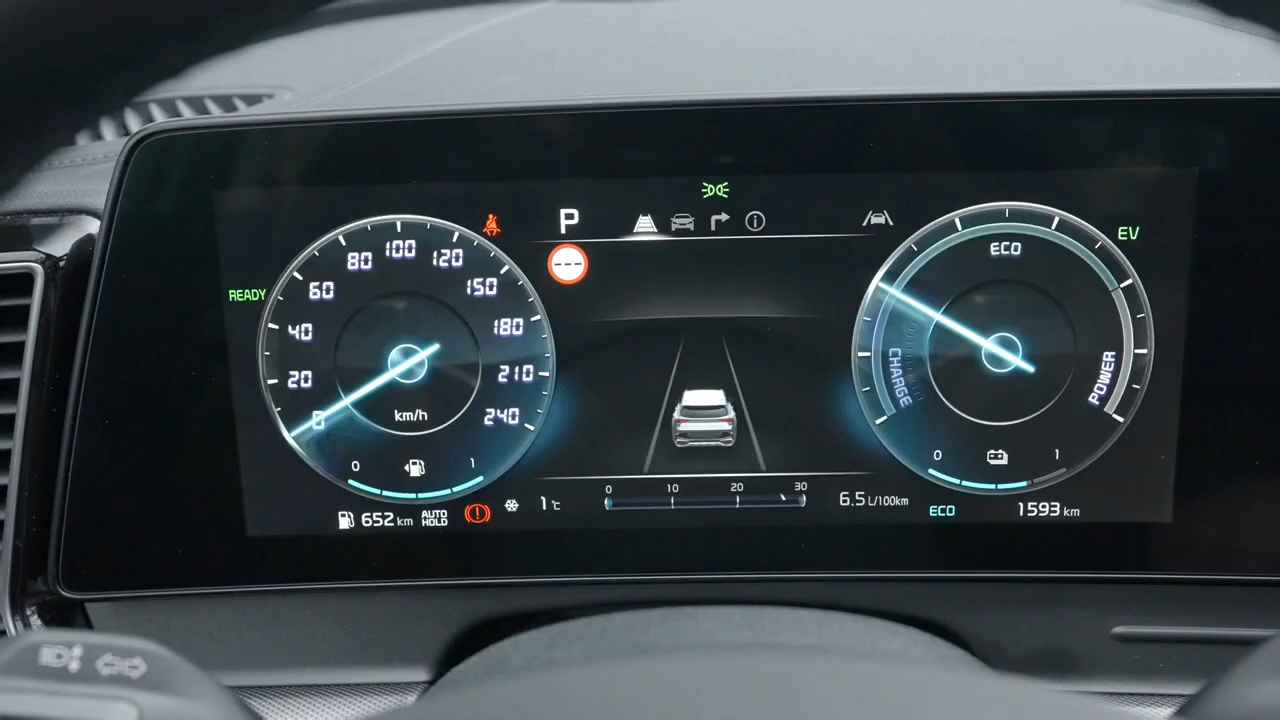 P
READY
EV
0
20
40
60
80
100
120
150
180
210
240
km/h
0
1
652 km
AUTO
HOLD
1°C
0 10 20 30
6.5 L/100km
ECO
CHARGE
POWER
0
1
ECO
1593 km